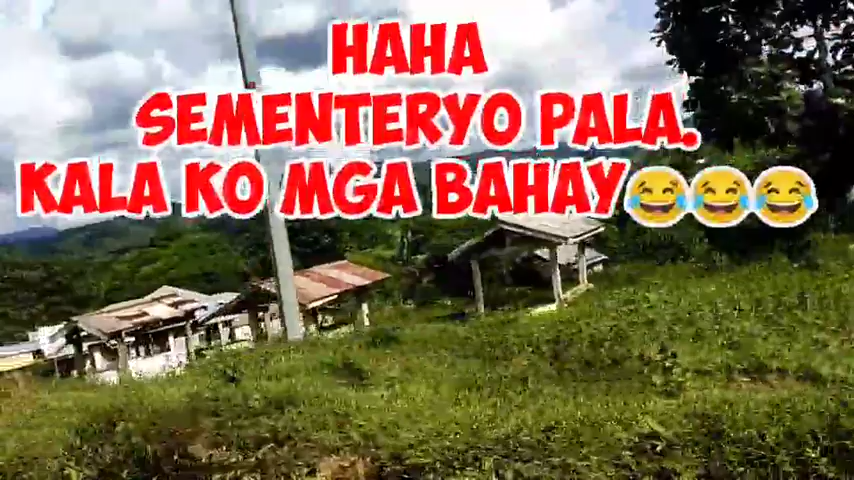 HAHA
SEMENTERYO PALA.
KALA KO MGA BAHAY😂😂😂